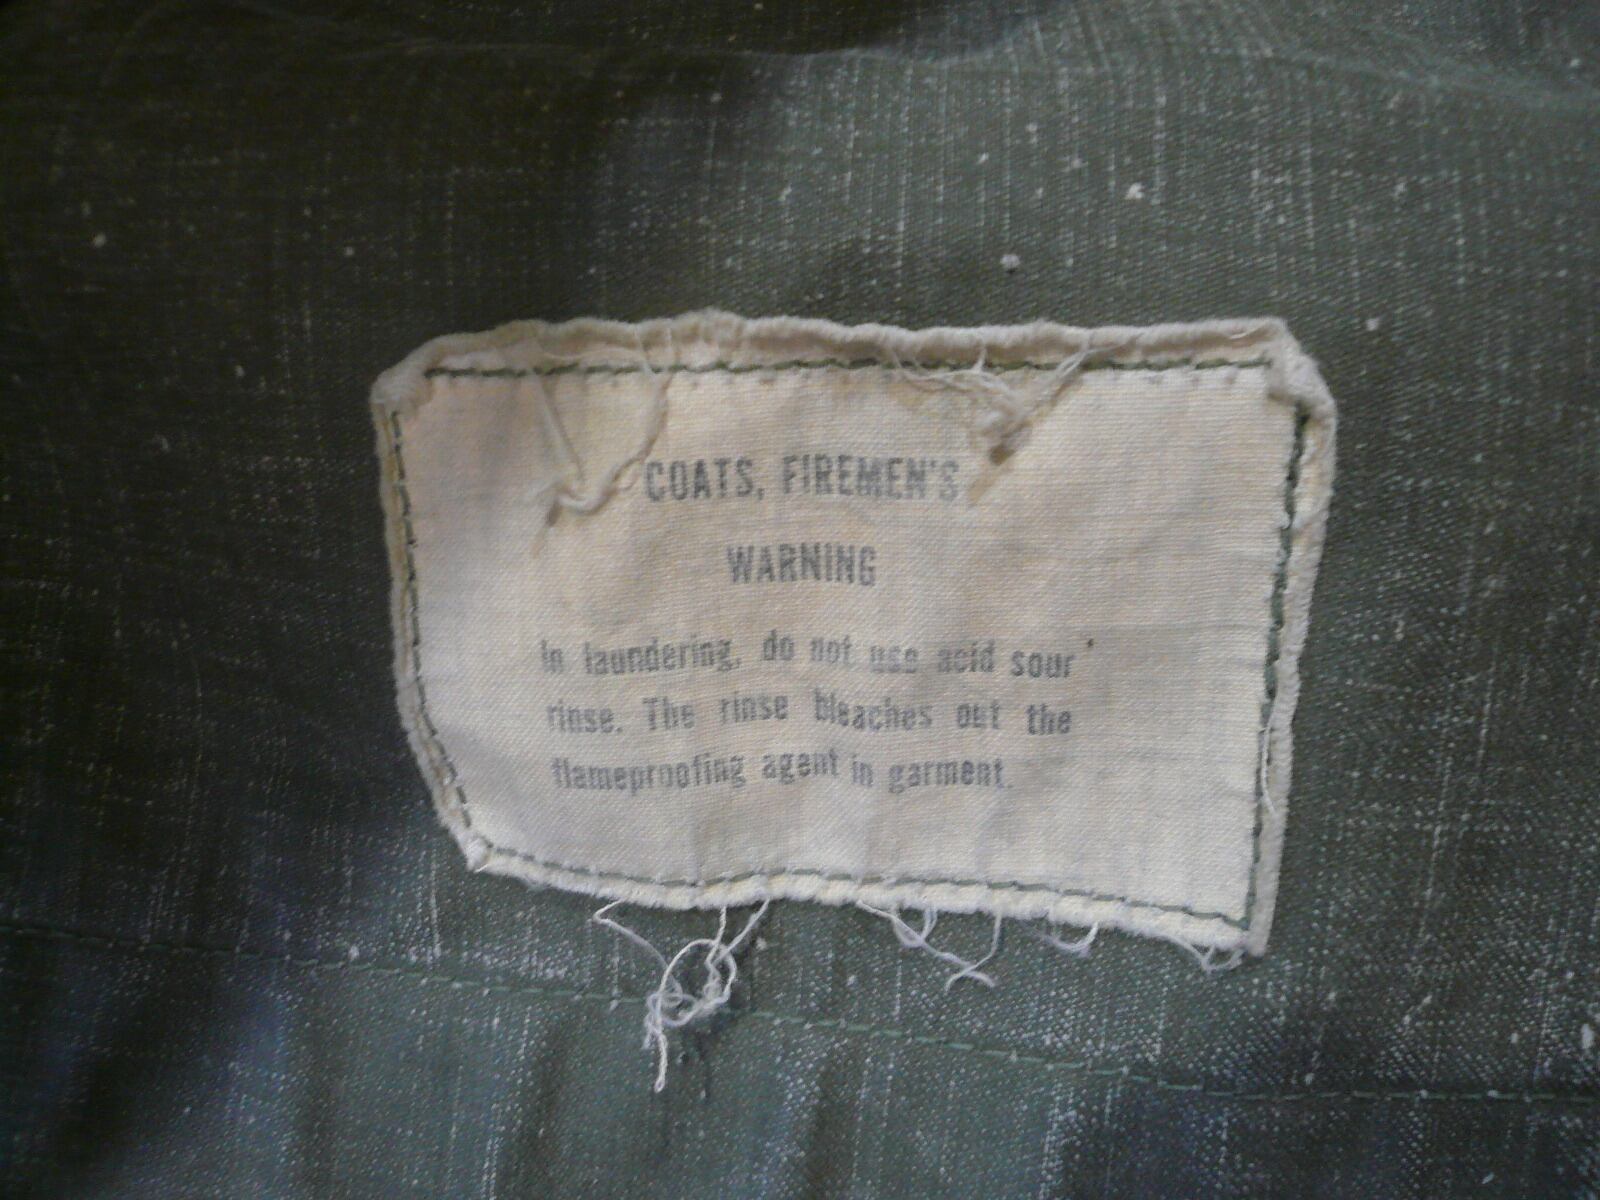 COATS, FIREMEN'S
WARNING
In laundering, do not use acid sour
rinse. The rinse bleaches out the
flameproofing agent in garment.